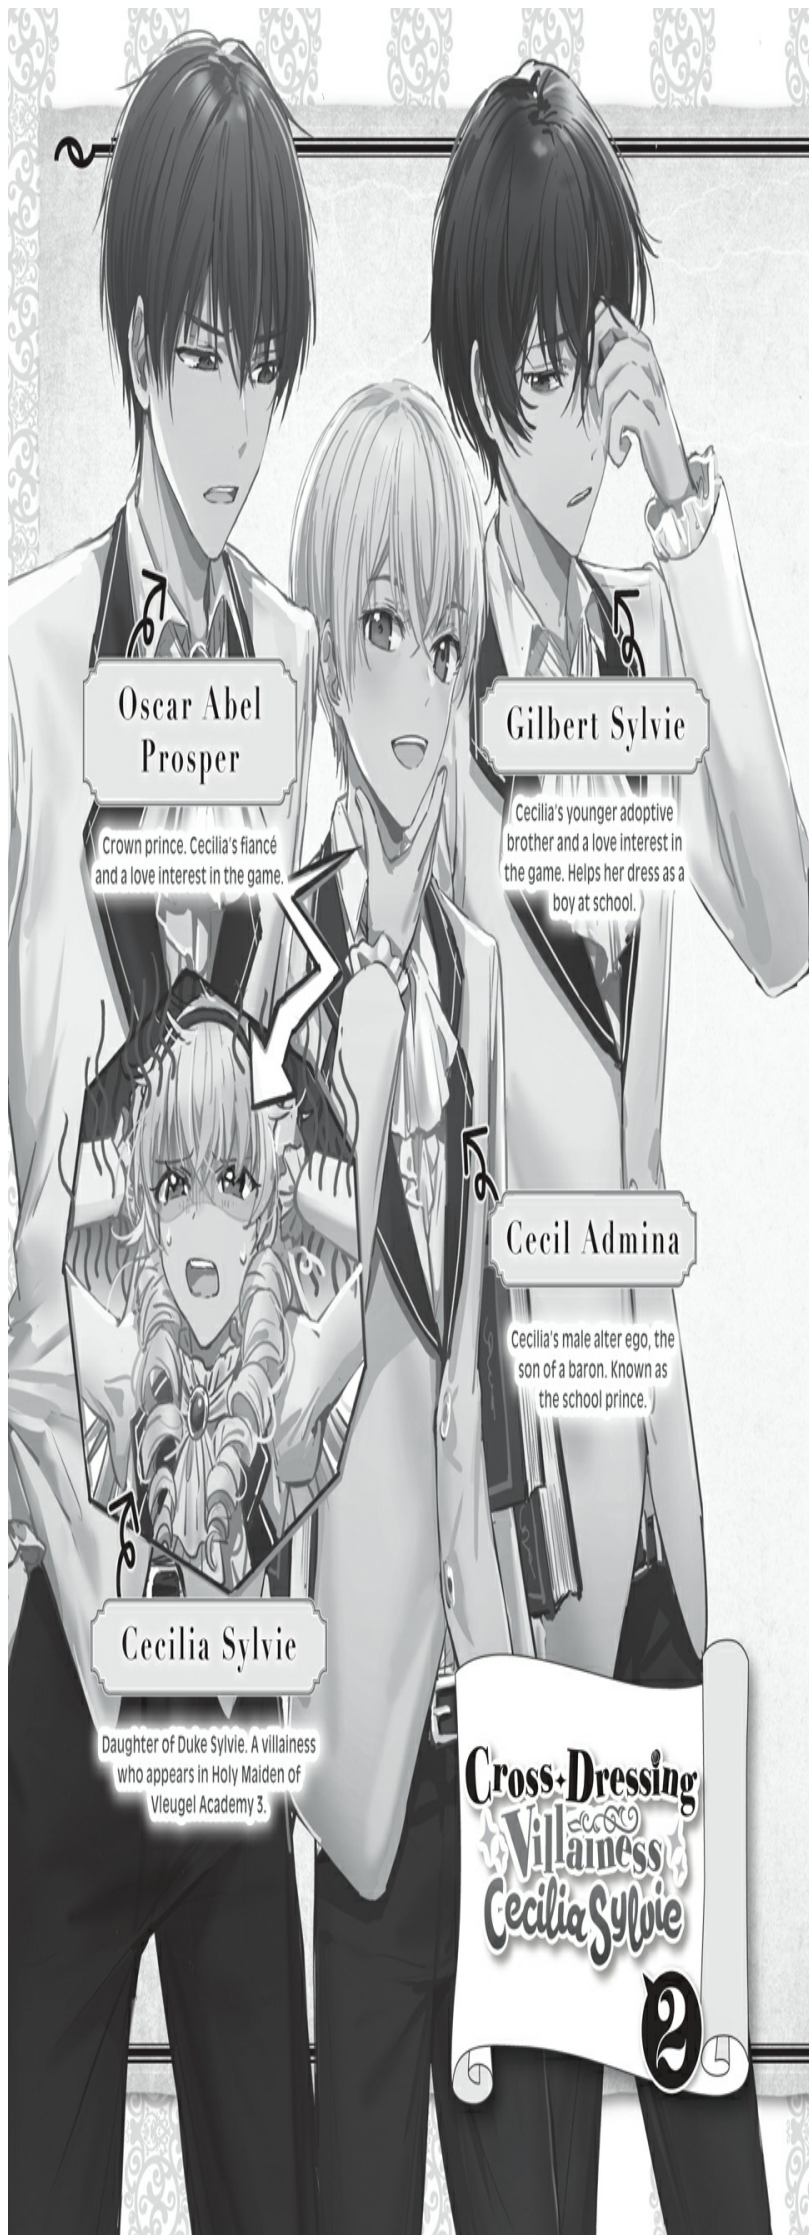 Oscar Abel
Prosper
Crown prince. Cecilia's fiancé
and a love interest in the game.
Gilbert Sylvie
Cecilia's younger adoptive
brother and a love interest in
the game. Helps her dress as a
boy at school.
Cecil Admina
Cecilia's male alter ego, the
son of a baron. Known as
the school prince.
Cecilia Sylvie
Daughter of Duke Sylvie. A villainess
who appears in Holy Maiden of
Vleugel Academy 3.
Cross-Dressing
Villainess
Cecilia Sylvie
2